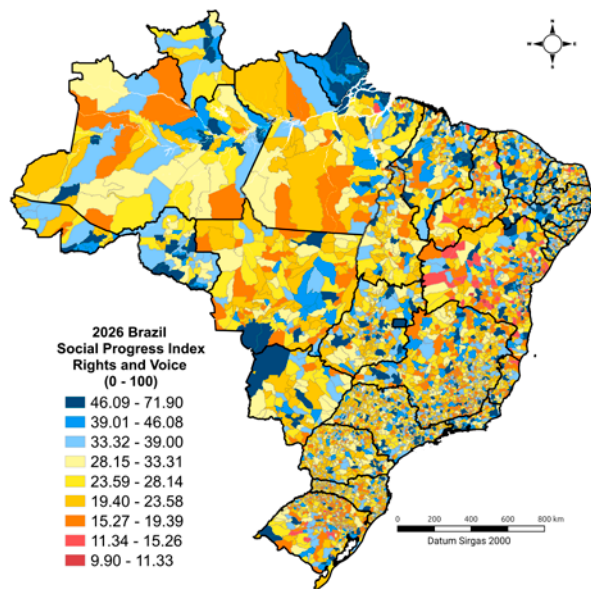 N
W
E
S
2026 Brazil
Social Progress Index
Rights and Voice
(0 - 100)
46.09 - 71.90
39.01 - 46.08
33.32 - 39.00
28.15 - 33.31
23.59 - 28.14
19.40 - 23.58
15.27 - 19.39
11.34 - 15.26
9.90 - 11.33
0 200 400 600 800 km
Datum Sirgas 2000